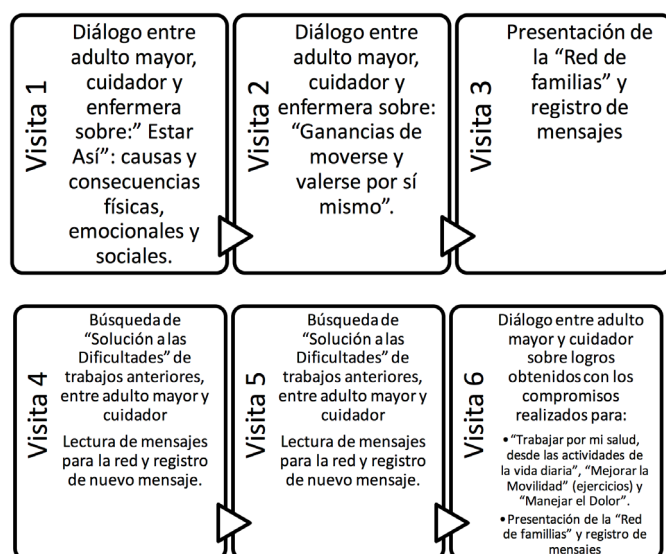 Visita 1
Diálogo entre
adulto mayor,
cuidador y
enfermera
sobre:” Estar
Así”: causas y
consecuencias
físicas,
emocionales y
sociales.
Visita 2
Diálogo entre
adulto mayor,
cuidador y
enfermera sobre:
“Ganancias de
moverse y
valerse por sí
mismo”.
Visita 3
Presentación de
la “Red de
familias” y
registro de
mensajes
Visita 4
Búsqueda de
“Solución a las
Dificultades” de
trabajos anteriores,
entre adulto mayor y
cuidador
Lectura de mensajes
para la red y registro
de nuevo mensaje.
Visita 5
Búsqueda de
“Solución a las
Dificultades” de
trabajos anteriores,
entre adulto mayor y
cuidador
Lectura de mensajes
para la red y registro
de nuevo mensaje.
Visita 6
Diálogo entre adulto
mayor y cuidador
sobre logros
obtenidos con los
compromisos
realizados para:
•“Trabajar por mi salud,
desde las actividades de
la vida diaria”, “Mejorar la
Movilidad” (ejercicios) y
“Manejar el Dolor”.
•Presentación de la “Red
de famillias” y registro de
mensajes